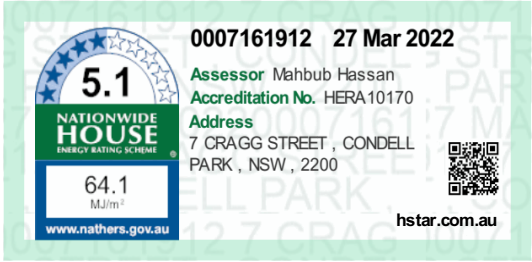 0007161912 27 Mar 2022
5.1
NATIONWIDE
HOUSE
ENERGY RATING SCHEME ®
64.1
MJ/m²
www.nathers.gov.au
Assessor Mahbub Hassan
Accreditation No. HERA10170
Address
7 CRAGG STREET , CONDELL
PARK , NSW , 2200
hstar.com.au